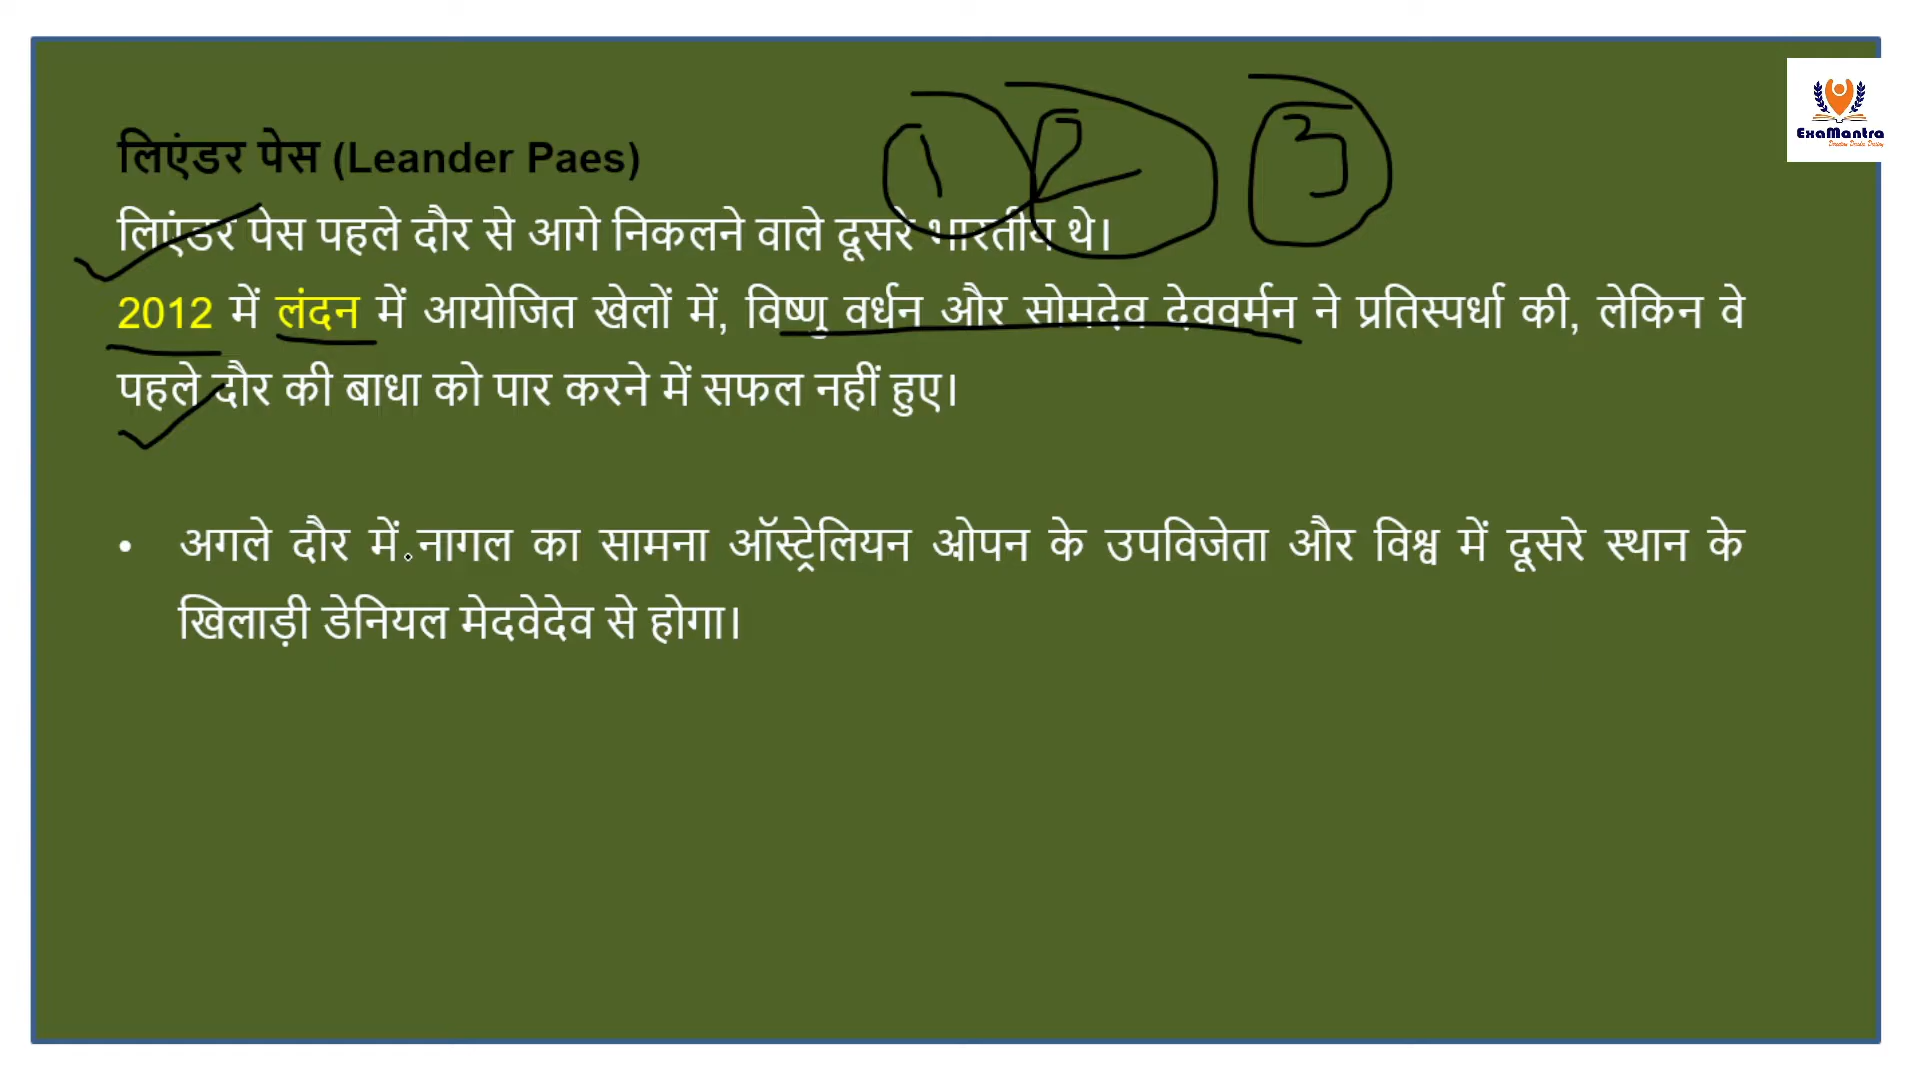 लिएंडर पेस (Leander Paes)
1 2 3
ExaMantra
लिएंडर पेस पहले दौर से आगे निकलने वाले दूसरे भारतीय थे।
2012 में लंदन में आयोजित खेलों में, विष्णु वर्धन और सोमदेव देववर्मन ने प्रतिस्पर्धा की, लेकिन वे
पहले दौर की बाधा को पार करने में सफल नहीं हुए।
• अगले दौर में नागल का सामना ऑस्ट्रेलियन ओपन के उपविजेता और विश्व में दूसरे स्थान के
खिलाड़ी डेनियल मेदवेदेव से होगा।